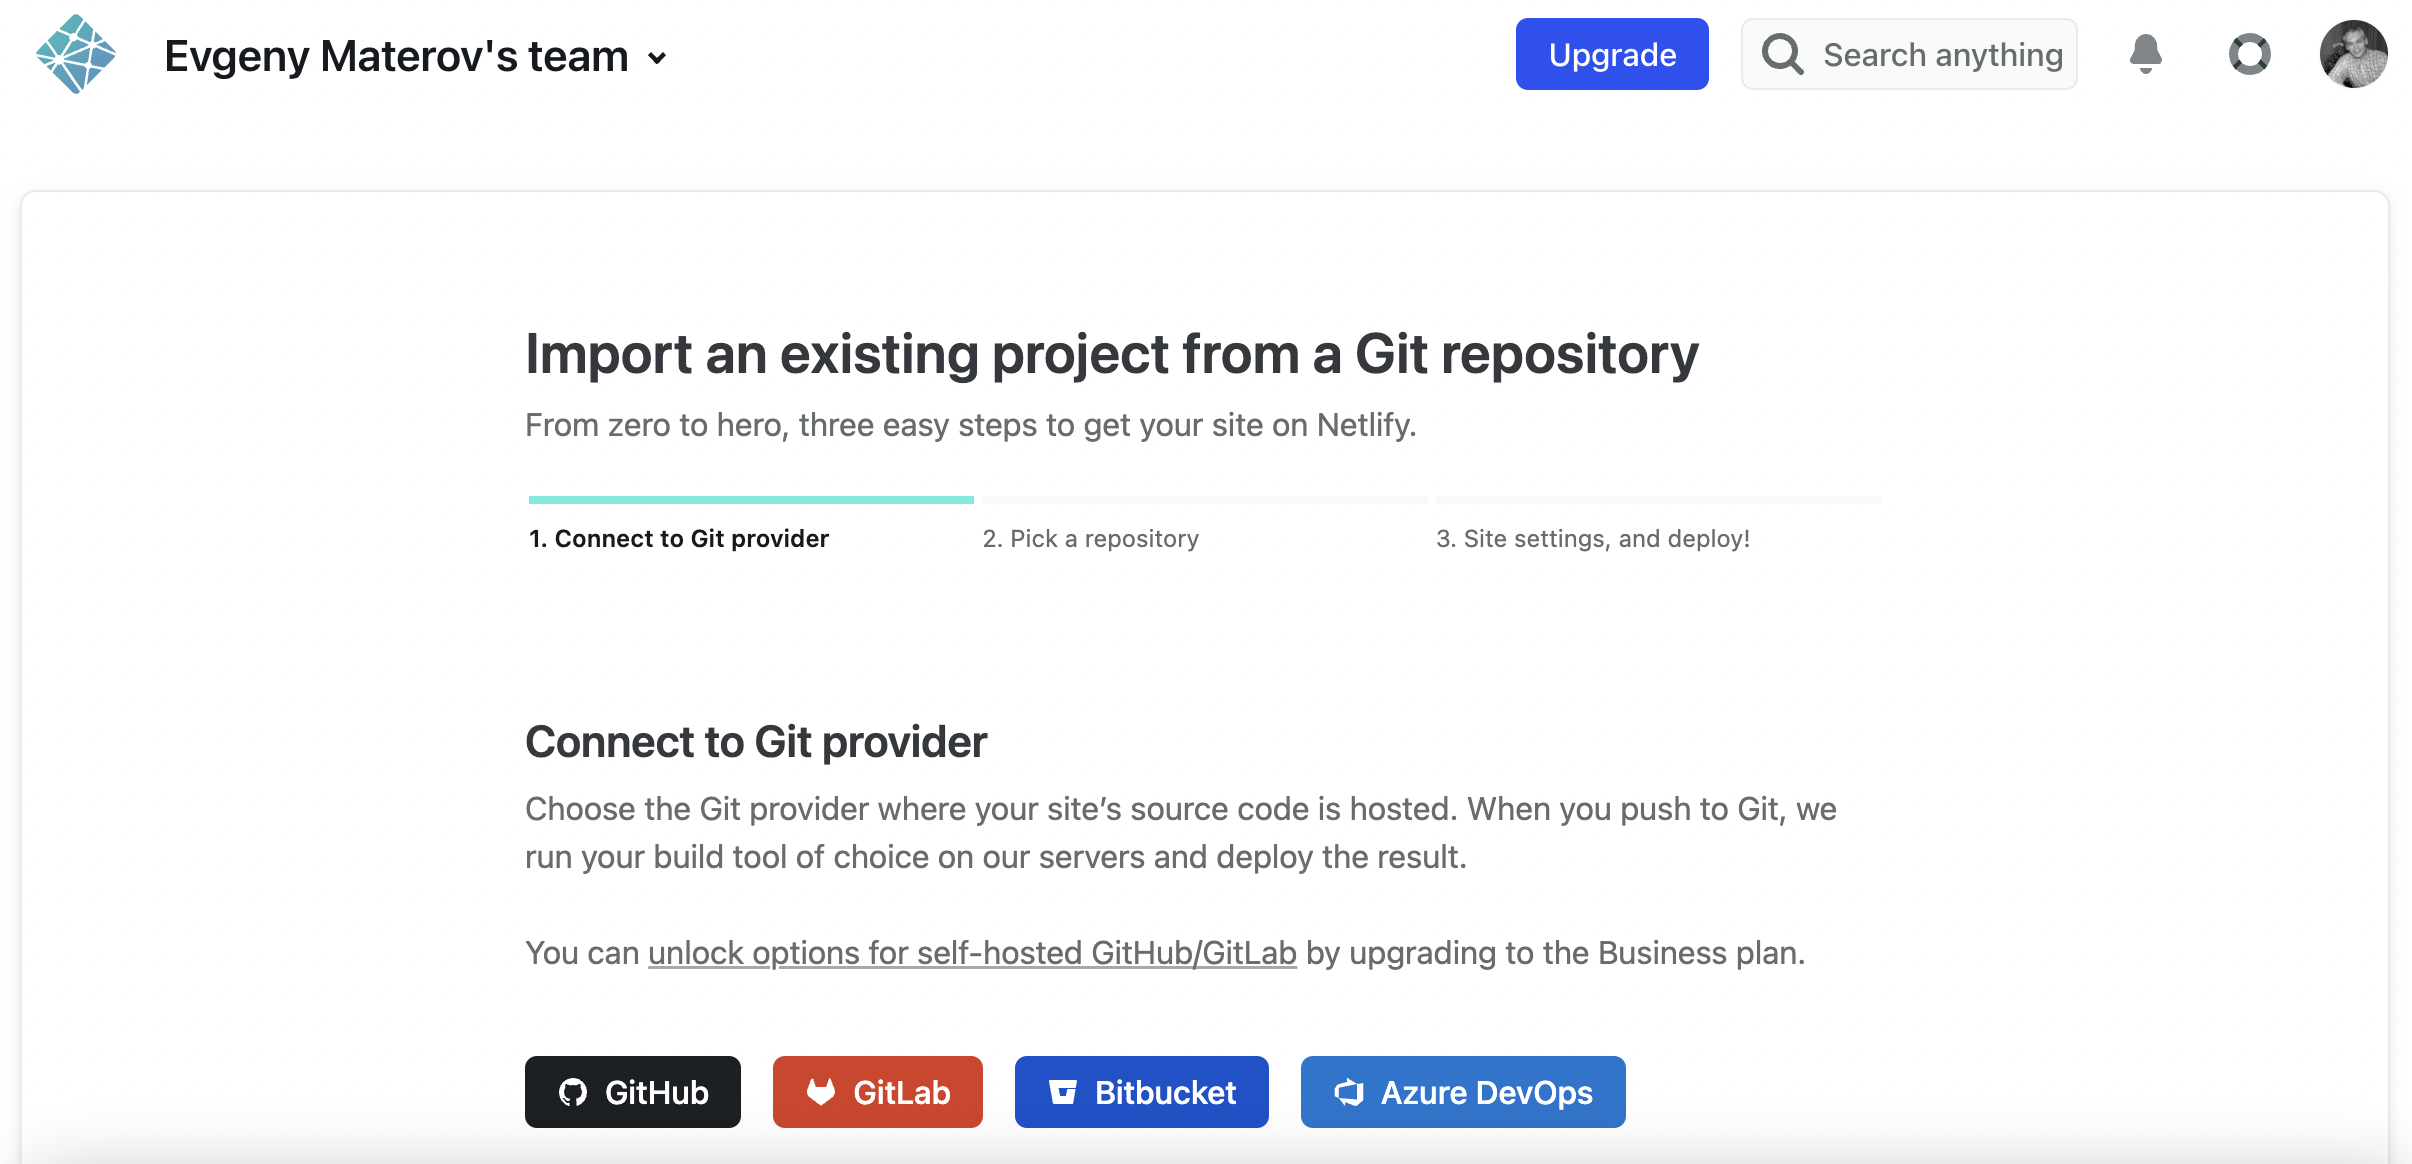 Evgeny Materov's team
Upgrade
Search anything
Import an existing project from a Git repository
From zero to hero, three easy steps to get your site on Netlify.
1. Connect to Git provider
2. Pick a repository
3. Site settings, and deploy!
Connect to Git provider
Choose the Git provider where your site’s source code is hosted. When you push to Git, we
run your build tool of choice on our servers and deploy the result.
You can unlock options for self-hosted GitHub/GitLab by upgrading to the Business plan.
GitHub
GitLab
Bitbucket
Azure DevOps